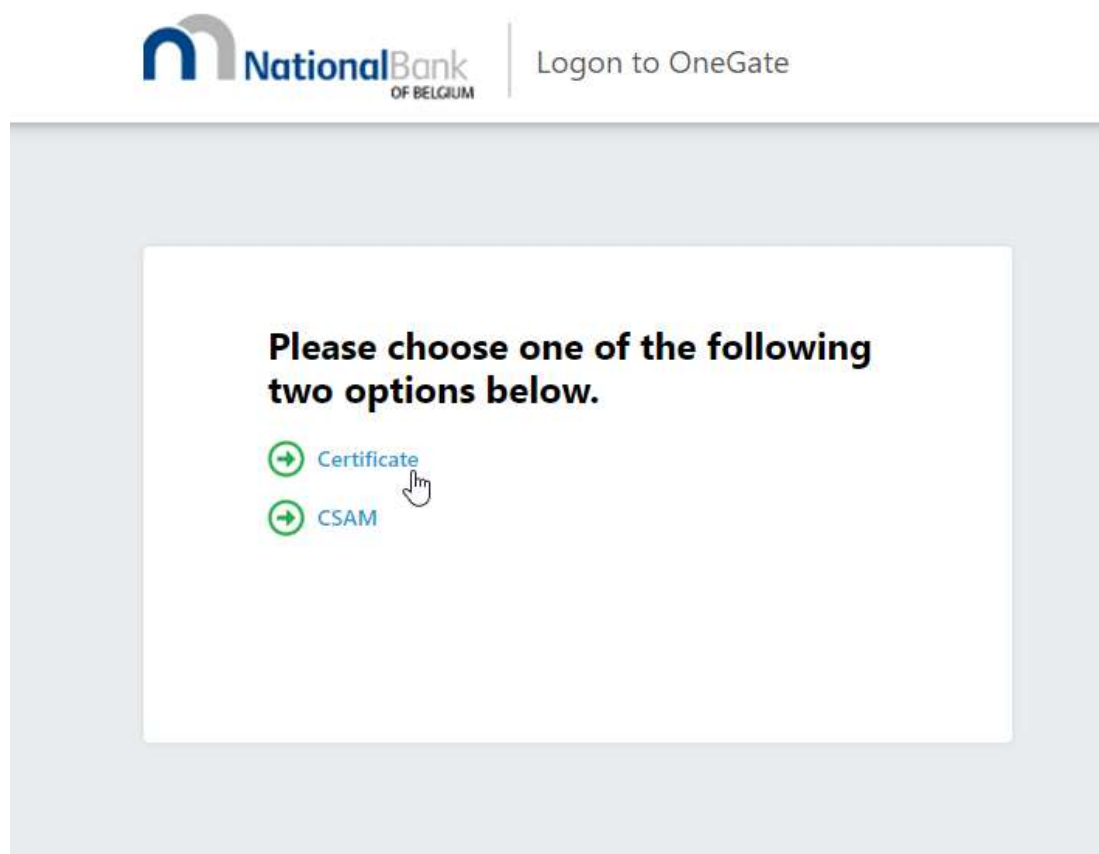 NationalBank
OF BELGIUM
Logon to OneGate
Please choose one of the following
two options below.
Certificate
CSAM